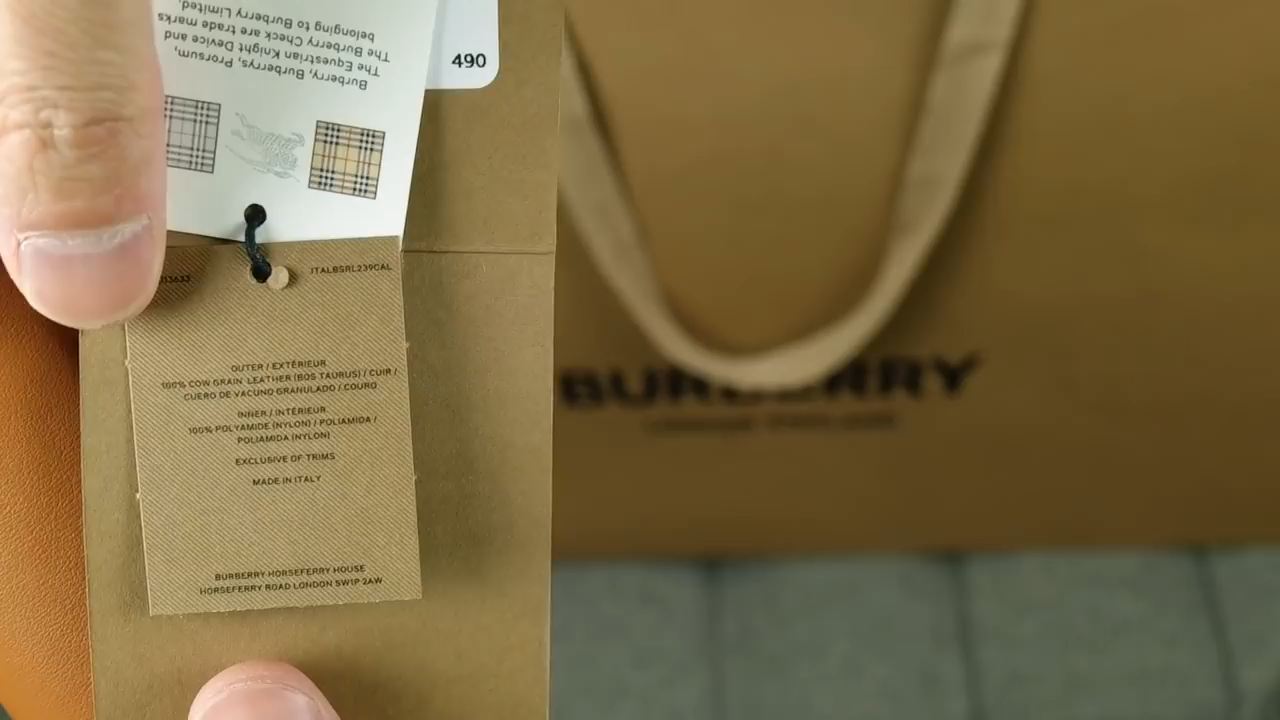 Burberry, Burberrys, Prorsum,
The Equestrian Knight Device and
The Burberry Check are trade marks
belonging to Burberry Limited.
490
JTALBSRL239CAL
OUTER / EXTÉRIEUR
100% COW GRAIN LEATHER (BOS TAURUS) / CUIR /
CUERO DE VACUNO GRANULADO / COURO
INNER / INTÉRIEUR
100% POLYAMIDE (NYLON) / POLIAMIDA /
POLIAMIDA (NYLON)
EXCLUSIVE OF TRIMS
MADE IN ITALY
BURBERRY HORSEFERRY HOUSE
HORSEFERRY ROAD LONDON SW1P 2AW
BURBERRY